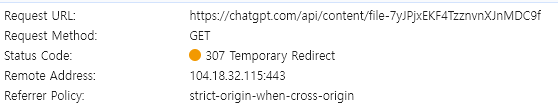 Request URL: https://chatgpt.com/api/content/file-7yJPjxEKF4TzznvnXJnMDC9f
Request Method: GET
Status Code: 307 Temporary Redirect
Remote Address: 104.18.32.115:443
Referrer Policy: strict-origin-when-cross-origin